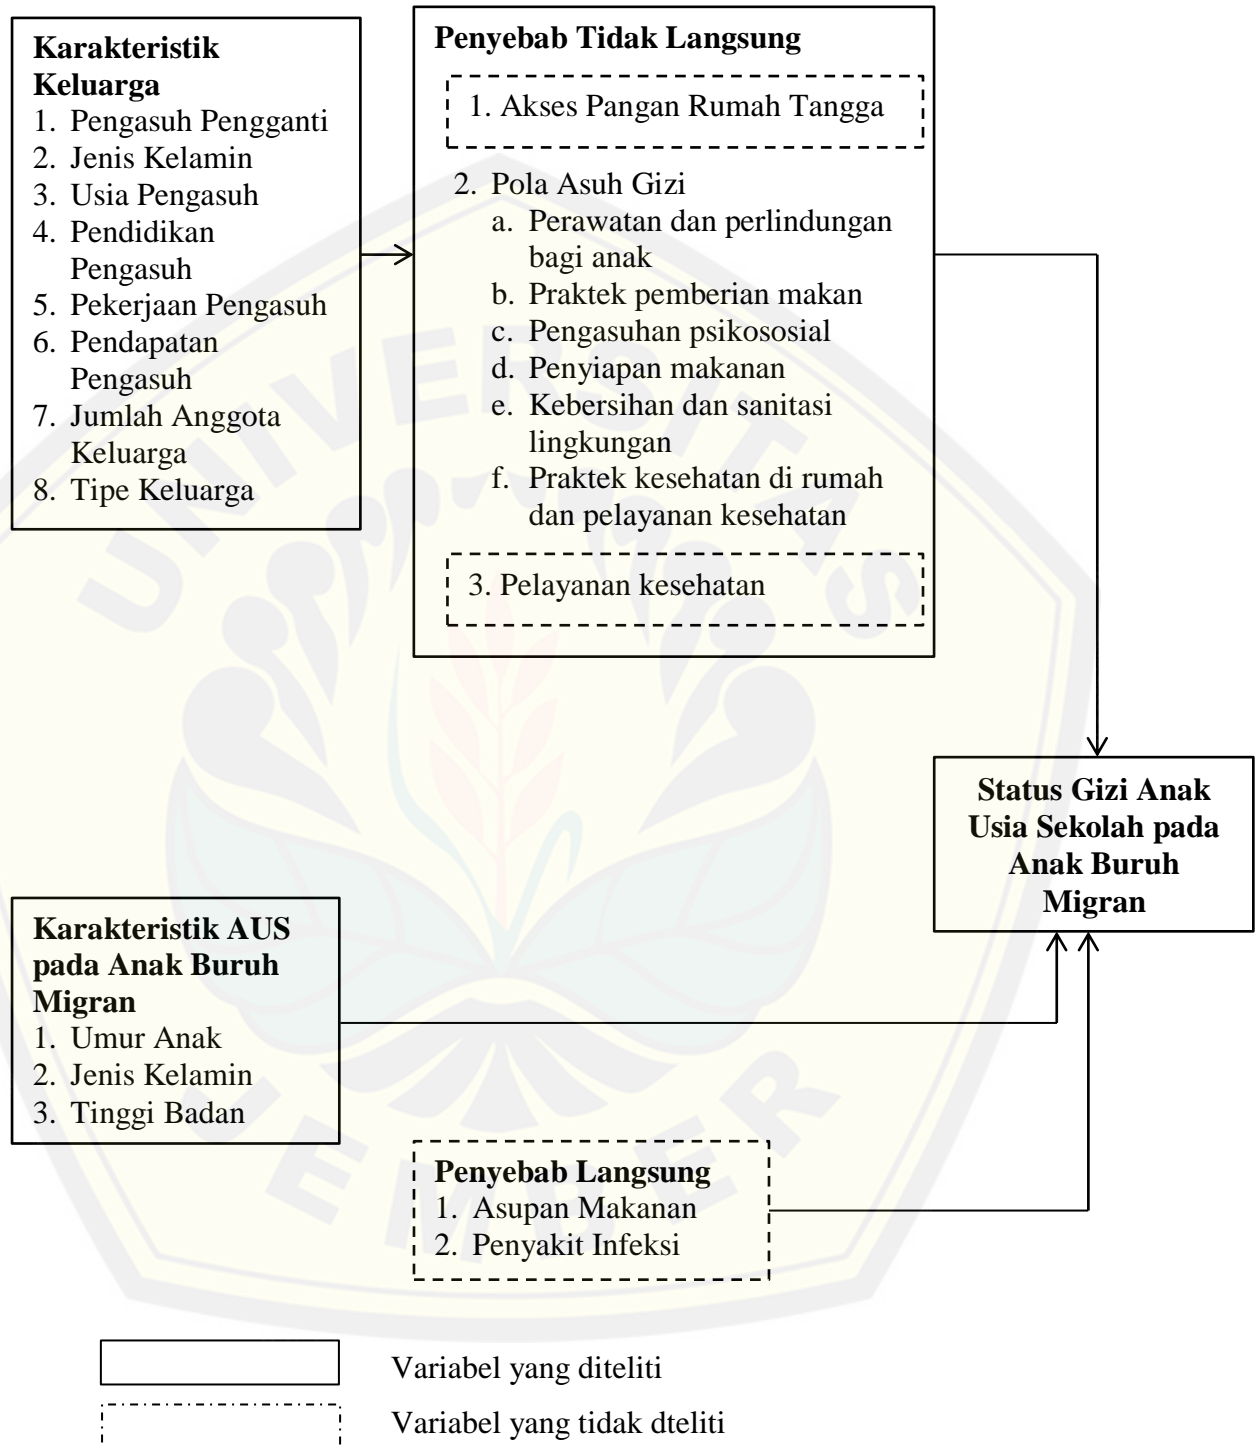 Karakteristik
Keluarga
1. Pengasuh Pengganti
2. Jenis Kelamin
3. Usia Pengasuh
4. Pendidikan
Pengasuh
5. Pekerjaan Pengasuh
6. Pendapatan
Pengasuh
7. Jumlah Anggota
Keluarga
8. Tipe Keluarga
Penyebab Tidak Langsung
1. Akses Pangan Rumah Tangga
2. Pola Asuh Gizi
a. Perawatan dan perlindungan
bagi anak
b. Praktek pemberian makan
c. Pengasuhan psikososial
d. Penyiapan makanan
e. Kebersihan dan sanitasi
lingkungan
f. Praktek kesehatan di rumah
dan pelayanan kesehatan
3. Pelayanan kesehatan
Status Gizi Anak
Usia Sekolah pada
Anak Buruh
Migran
Karakteristik AUS
pada Anak Buruh
Migran
1. Umur Anak
2. Jenis Kelamin
3. Tinggi Badan
Penyebab Langsung
1. Asupan Makanan
2. Penyakit Infeksi
Variabel yang diteliti
Variabel yang tidak dteliti
UNIVERSITAS
JEMBER